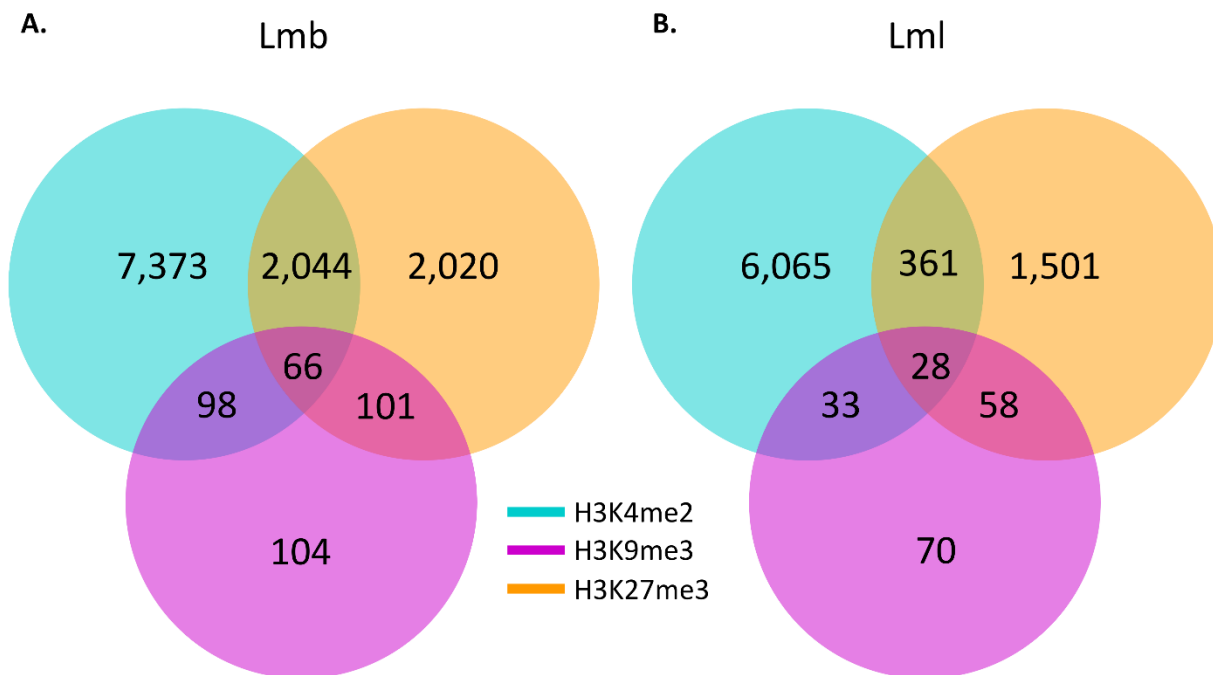 A.
Lmb
7,373
2,044
2,020
66
98
101
104
H3K4me2
H3K9me3
H3K27me3
B.
Lml
6,065
361
1,501
28
33
58
70